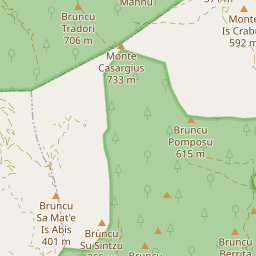 Mannu
Bruncu
Tradori
706 m
Monte
Is Crabu
592 m
Monte
Casargius
733 m
Bruncu
Pomposu
615 m
Bruncu
Sa Mat'e
Is Abis
401 m
Bruncu
Su Sintzu
Bruncu
Bruncu
Berrita